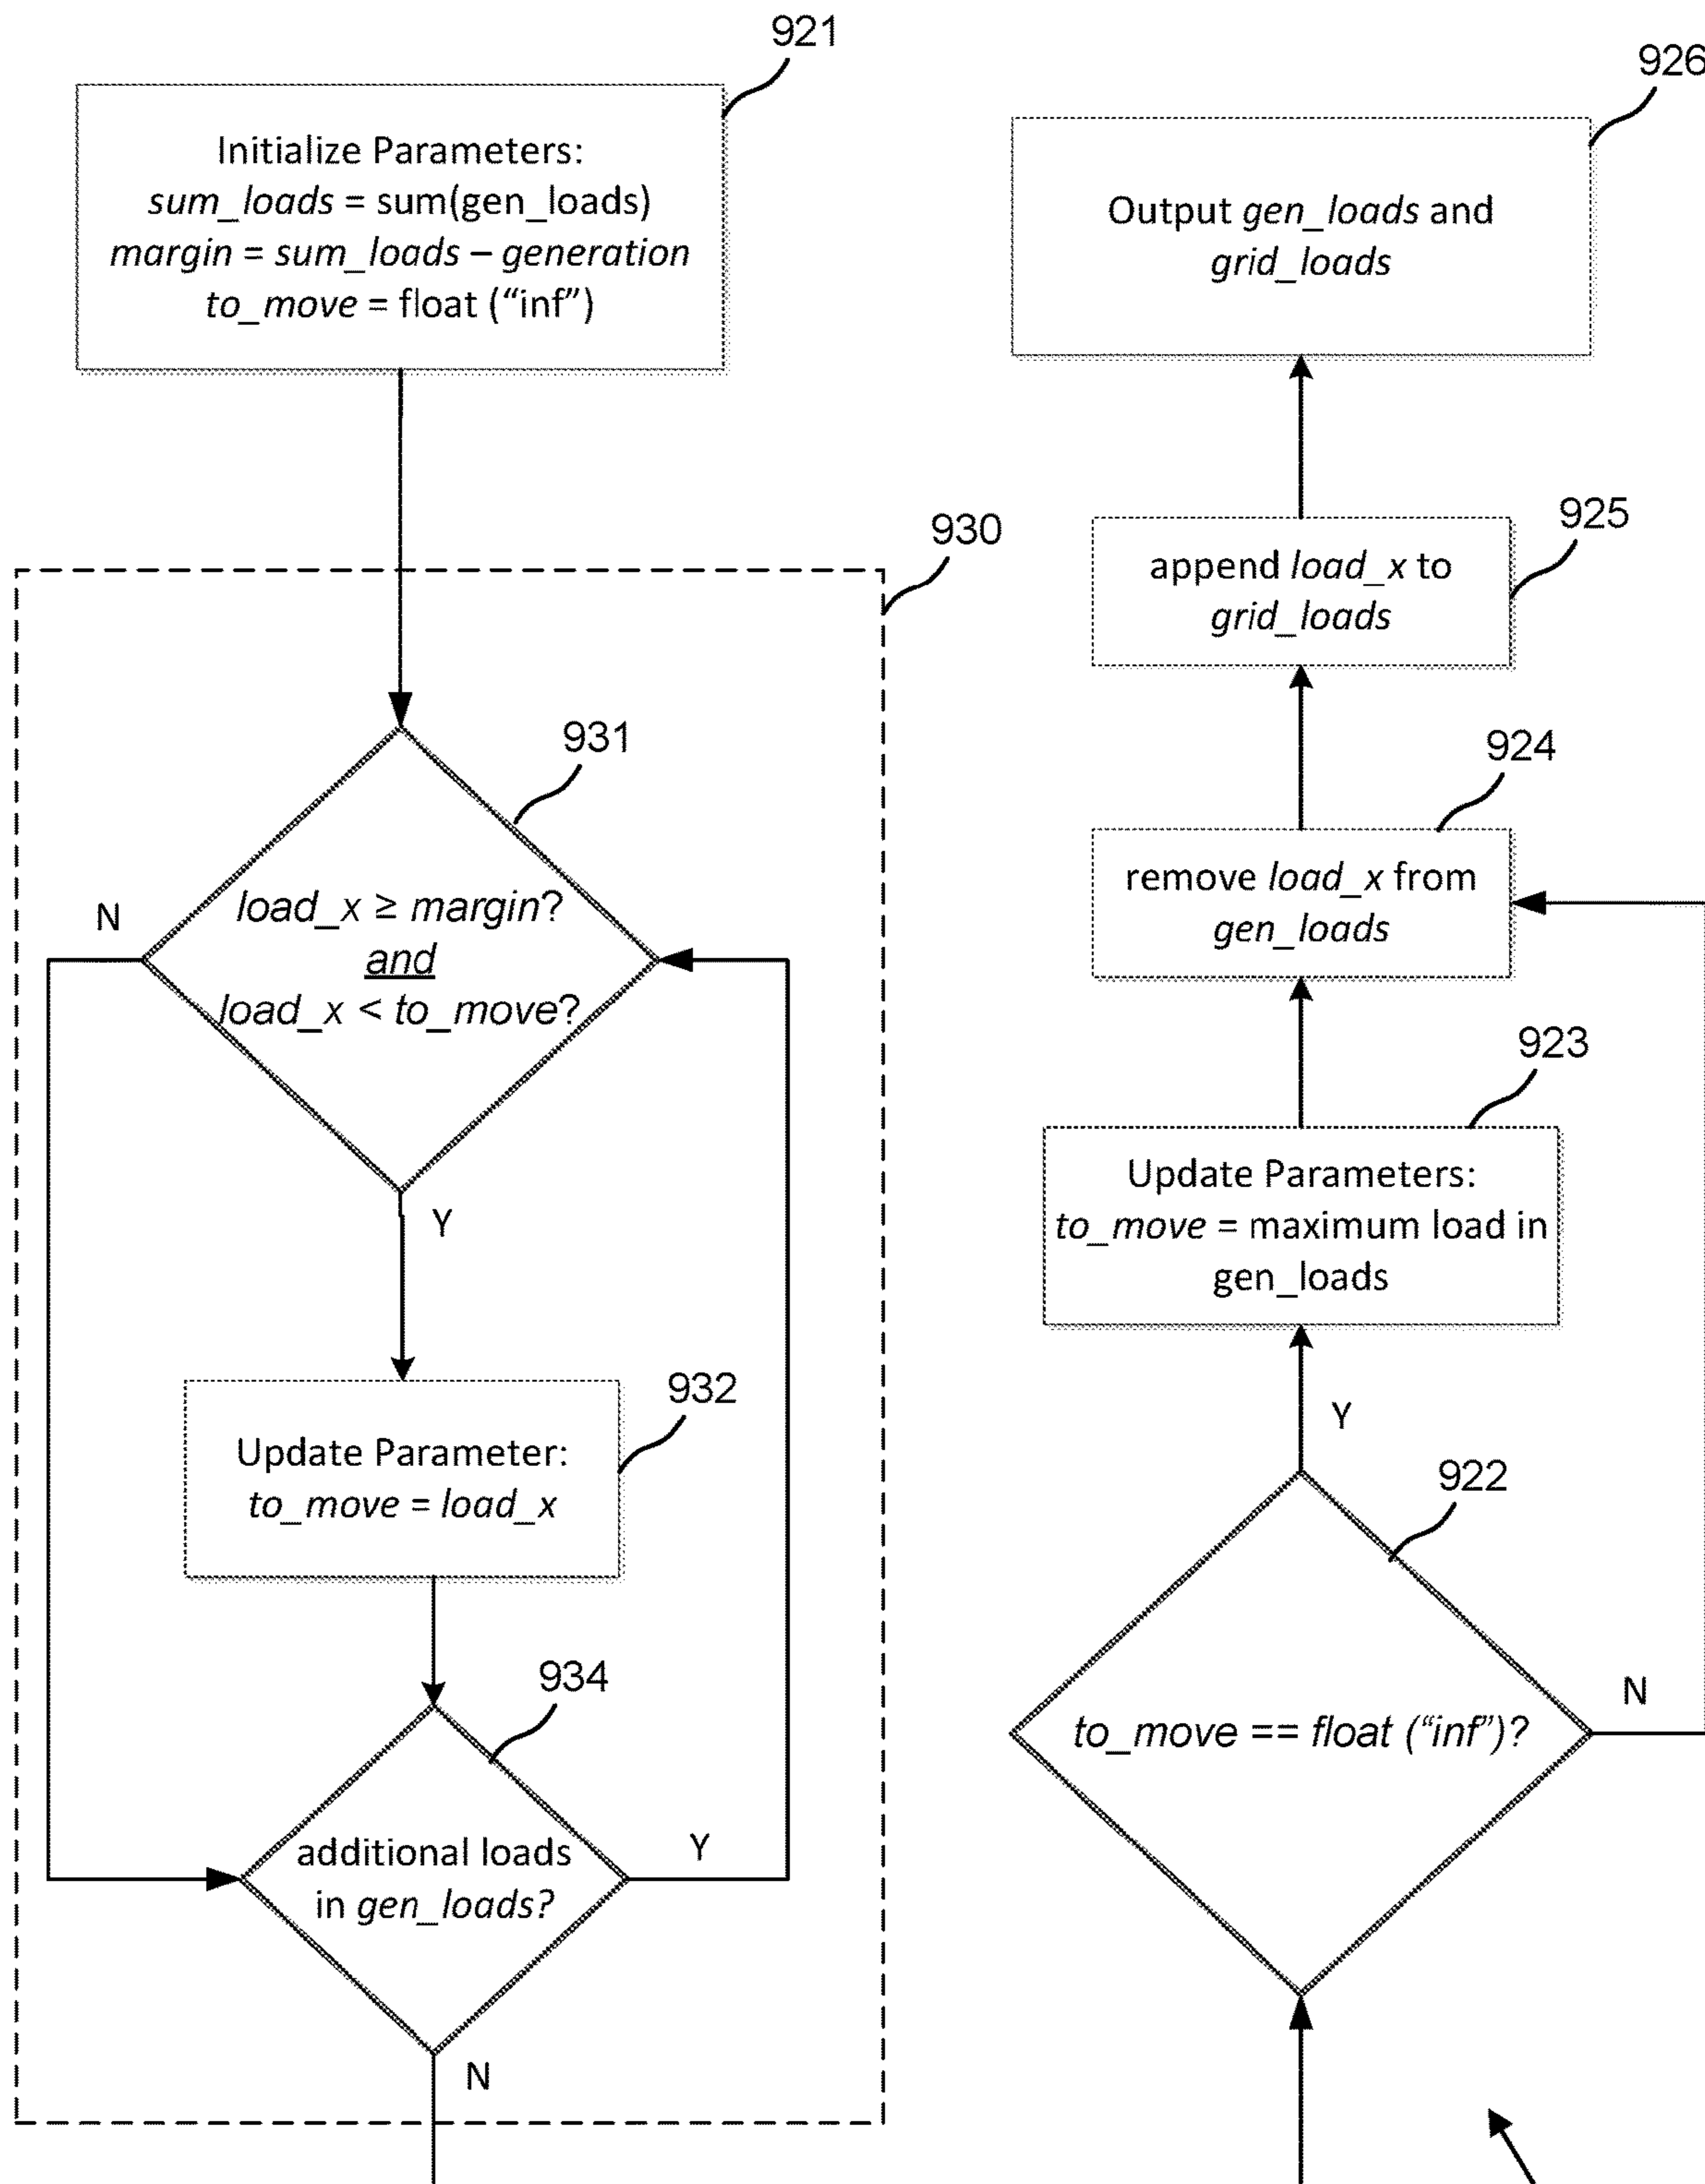 921
Initialize Parameters:
sum_loads = sum(gen_loads)
margin = sum_loads – generation
to_move = float (“inf”)
930
931
load_x ≥ margin?
and
load_x < to_move?
N
Y
932
Update Parameter:
to_move = load_x
934
additional loads
in gen_loads?
Y
N
926
Output gen_loads and
grid_loads
925
append load_x to
grid_loads
924
remove load_x from
gen_loads
923
Update Parameters:
to_move = maximum load in
gen_loads
Y
922
to_move == float (“inf”)?
N